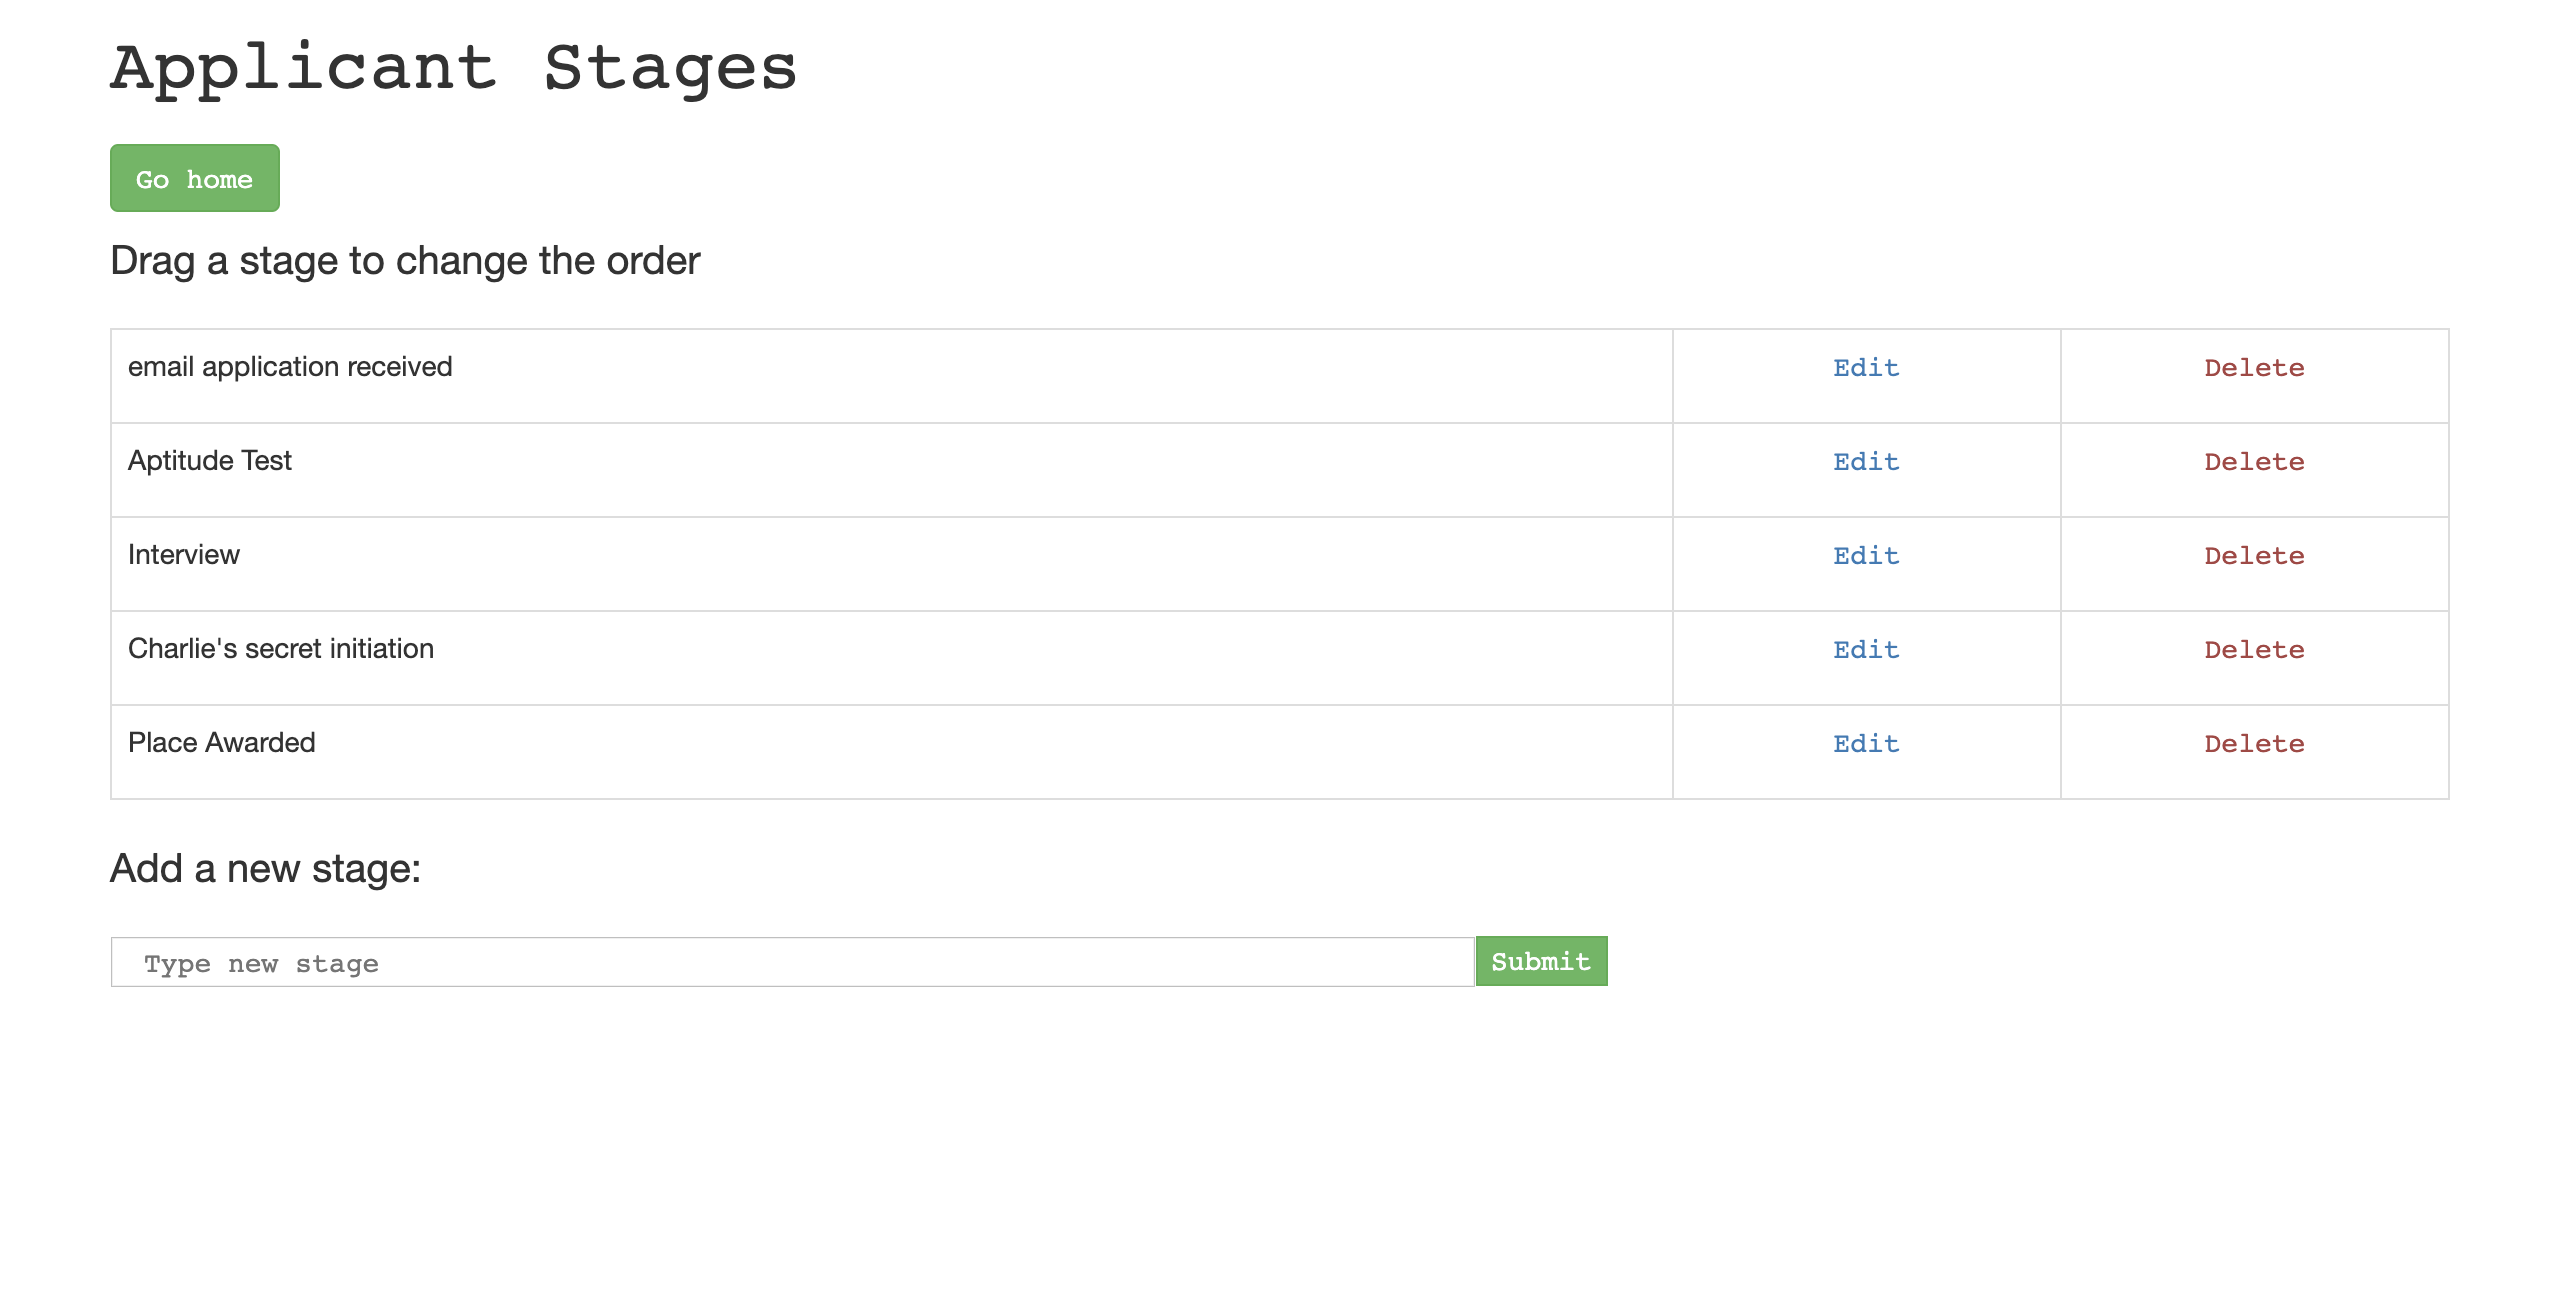 Applicant Stages
Go home
Drag a stage to change the order
email application received Edit Delete
Aptitude Test Edit Delete
Interview Edit Delete
Charlie's secret initiation Edit Delete
Place Awarded Edit Delete
Add a new stage:
Type new stage Submit